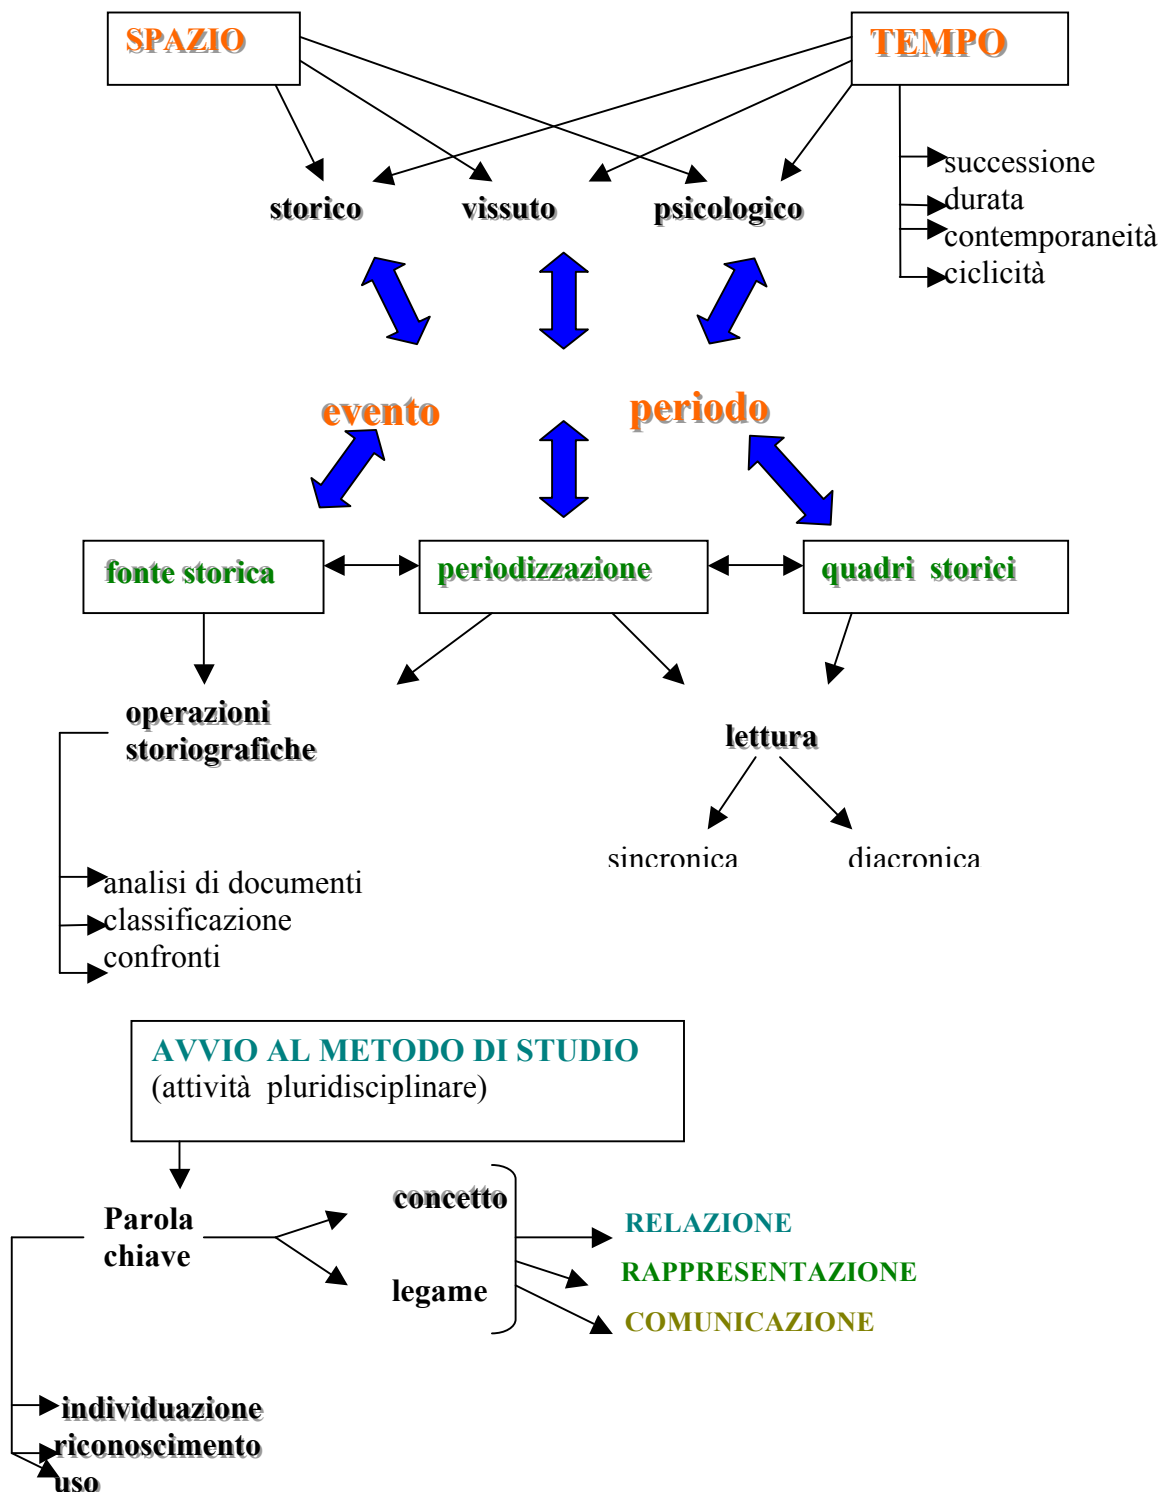 SPAZIO
TEMPO
successione
durata
contemporaneità
ciclicità
storico
vissuto
psicologico
evento
periodo
fonte storica
periodizzazione
quadri storici
operazioni
storiografiche
lettura
sincronica
diacronica
analisi di documenti
classificazione
confronti
AVVIO AL METODO DI STUDIO
(attività pluridisciplinare)
Parola
chiave
concetto
legame
RELAZIONE
RAPPRESENTAZIONE
COMUNICAZIONE
individuazione
riconoscimento
uso